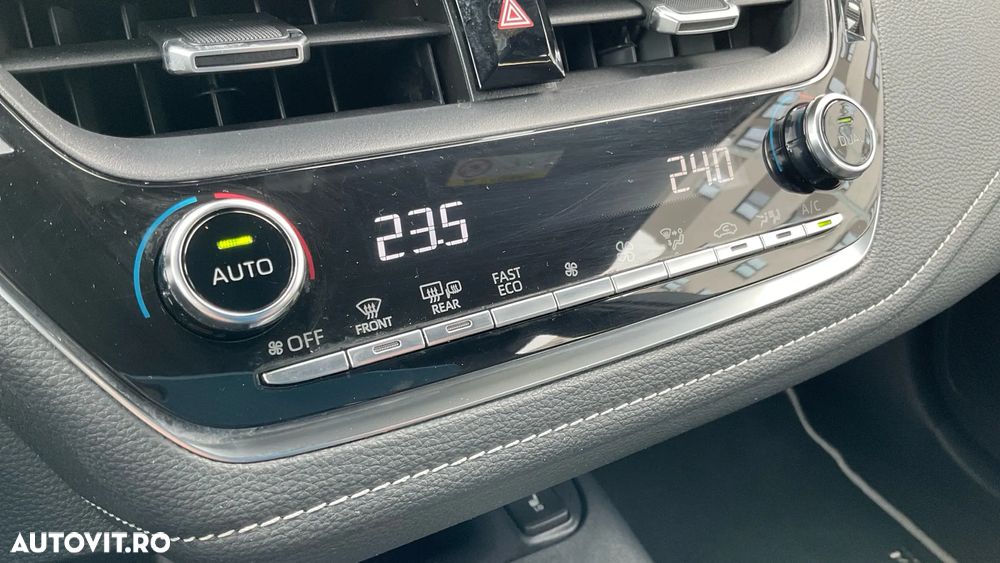 23.5
24.0
AUTO
DUAL
A/C
FAST
ECO
REAR
FRONT
OFF
AUTOVIT.RO